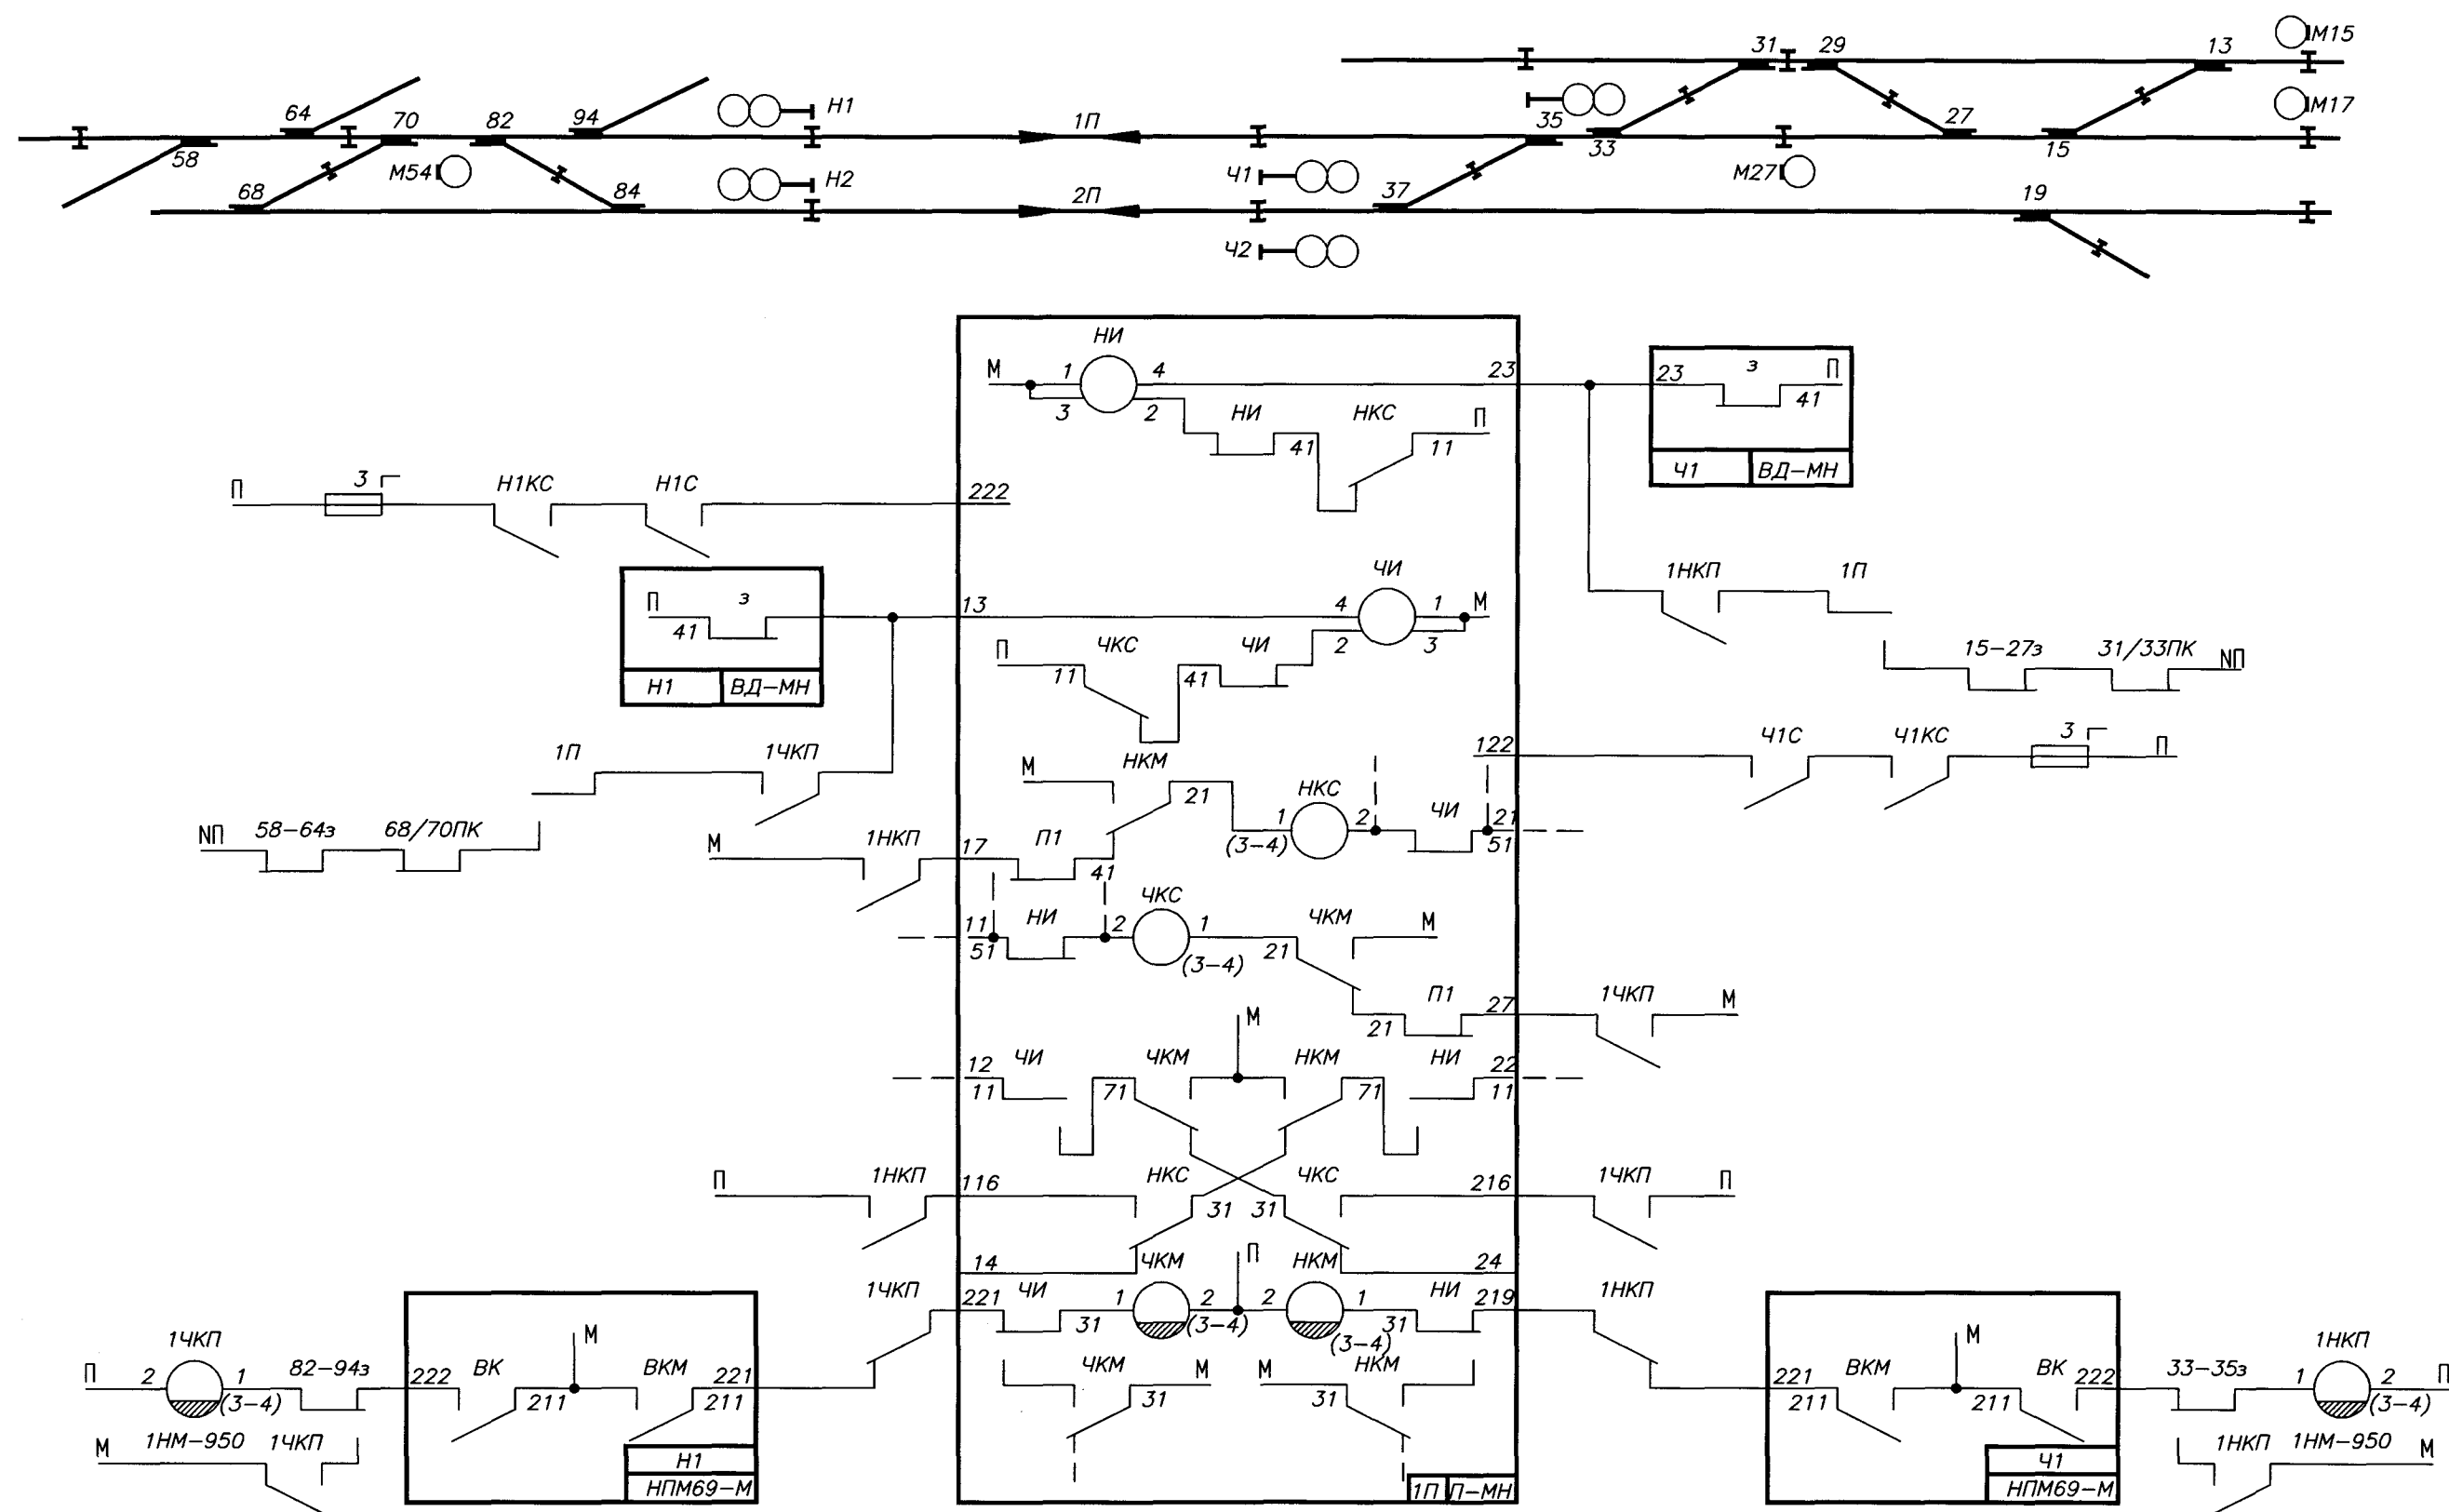 31 29 13 М15
64 70 82 94 Н1 1П 35 33 27 15 М17
58 М54 68 84 Н2 2П Ч1 37 М27 19
Ч2
НИ
М 1 4 23 23 з П
3 2 НИ НКС П 41
41 11
Ч1 ВД-МН
П 3 Н1КС Н1С 222
ЧИ 1НКП 1П
П з 13 4 1 М
41 П ЧКС ЧИ 2 3 15-27з 31/33ПК NП
11 41
Н1 ВД-МН
1П 1ЧКП М НКМ 122 Ч1С Ч1КС 3 П
21 НКС
NП 58-64з 68/70ПК М 1НКП 17 П1 1 2 ЧИ 21
41 (3-4) 51
11 НИ 2 ЧКС 1 ЧКМ М
51 (3-4) 21
П1 27 1ЧКП М
21
М
12 ЧИ ЧКМ НКМ НИ 22
11 71 71 11
П 1НКП 116 НКС ЧКС 216 1ЧКП П
31 31
14 ЧКМ П НКМ 24
1ЧКП 221 ЧИ 1 2 2 1 НИ 219 1НКП
31 (3-4) (3-4) 31
1ЧКП М ЧКМ М М НКМ М 1НКП
П 2 1 82-94з 222 ВК ВКМ 221 31 31 221 ВКМ ВК 222 33-35з 1 2 П
(3-4) 211 211 211 211 (3-4)
М 1НМ-950 1ЧКП 1НКП 1НМ-950 М
Н1 Ч1
НПМ69-М 1П П-МН НПМ69-М